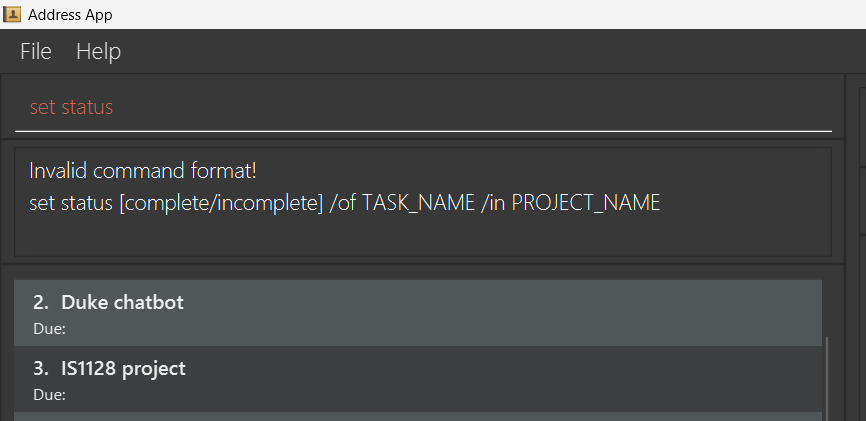 Address App
File Help
set status
Invalid command format!
set status [complete/incomplete] /of TASK_NAME /in PROJECT_NAME
2. Duke chatbot
Due:
3. IS1128 project
Due: